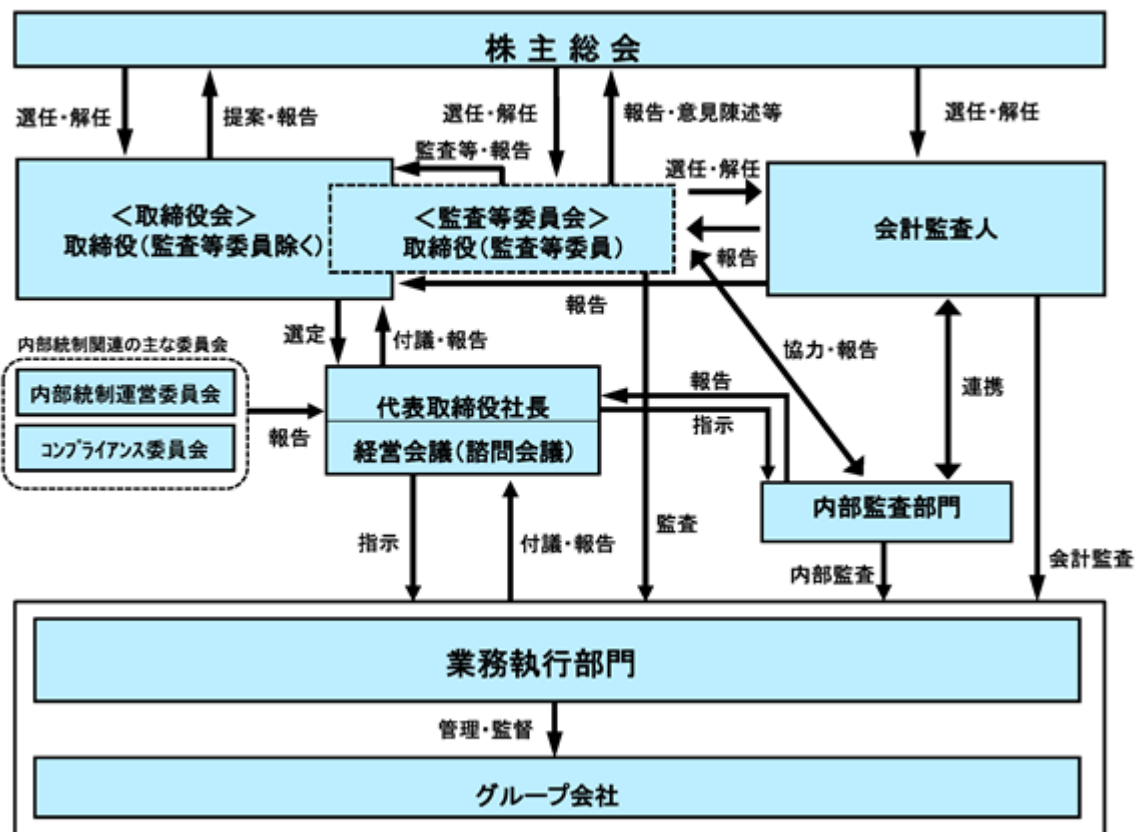 株主総会
選任・解任
提案・報告
選任・解任
報告・意見陳述等
選任・解任
監査等・報告
選任・解任
＜取締役会＞
取締役(監査等委員除く)
＜監査等委員会＞
取締役(監査等委員)
会計監査人
報告
報告
選定
付議・報告
協力・報告
連携
内部統制関連の主な委員会
内部統制運営委員会
コンプライアンス委員会
報告
代表取締役社長
経営会議(諮問会議)
報告
指示
内部監査部門
指示
付議・報告
監査
内部監査
会計監査
業務執行部門
管理・監督
グループ会社